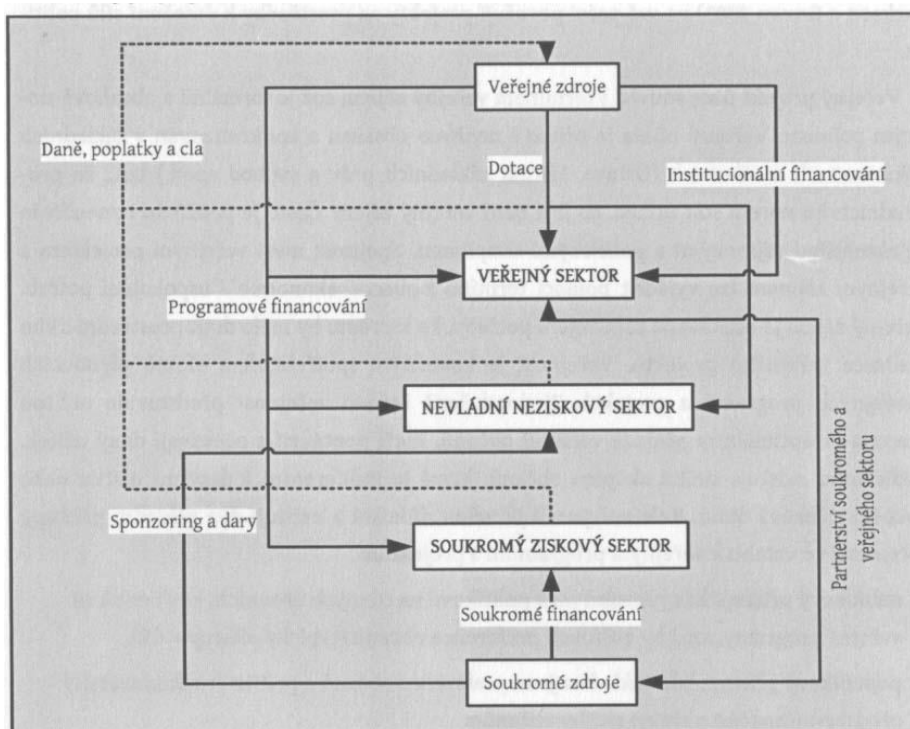 Veřejné zdroje
Daně, poplatky a cla
Dotace
Institucionální financování
VEŘEJNÝ SEKTOR
Programové financování
NEVLÁDNÍ NEZISKOVÝ SEKTOR
Partnerství soukromého a
veřejného sektoru
Sponzoring a dary
SOUKROMÝ ZISKOVÝ SEKTOR
Soukromé financování
Soukromé zdroje